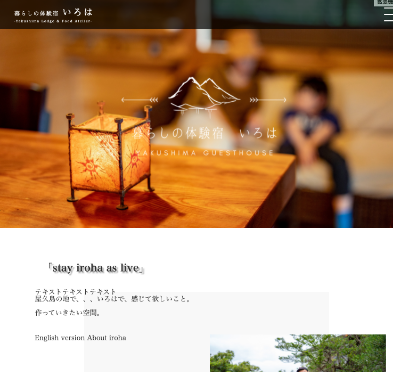 暮らしの体験宿 いろは
Yakushima Lodge & Food Atelier
暮らしの体験宿 いろは
YAKUSHIMA GUESTHOUSE
『stay iroha as live』
テキストテキストテキスト
屋久島の地で、、、いろはで、感じて欲しいこと。
作っていきたい空間。
English version About iroha